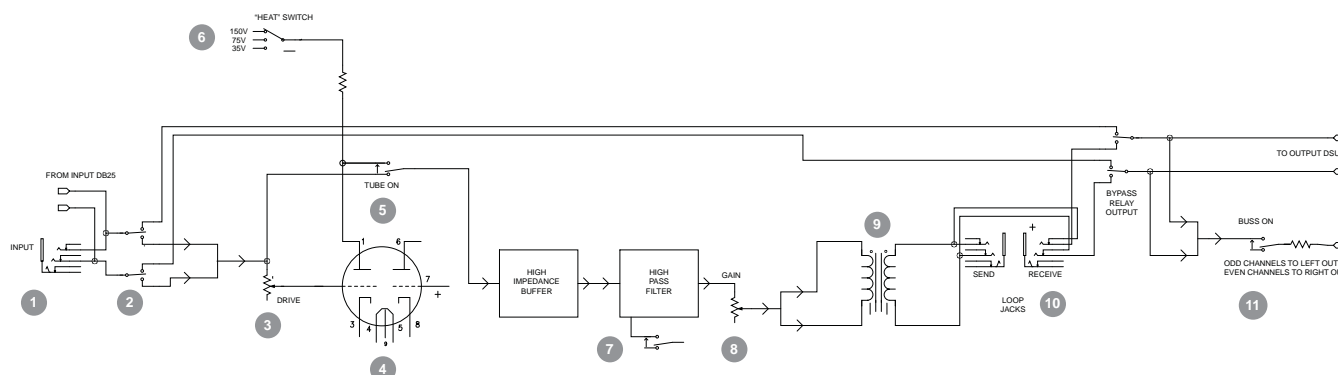 "HEAT" SWITCH
6
150V
75V
35V
FROM INPUT DB25
TUBE ON
5
INPUT
1
2
DRIVE
3
1
6
7
+
3
4
9
5
8
4
HIGH
IMPEDANCE
BUFFER
HIGH
PASS
FILTER
7
GAIN
8
9
+
SEND
RECEIVE
LOOP
JACKS
10
BYPASS
RELAY
OUTPUT
TO OUTPUT DSU
BUSS ON
ODD CHANNELS TO LEFT OUT
EVEN CHANNELS TO RIGHT O
11